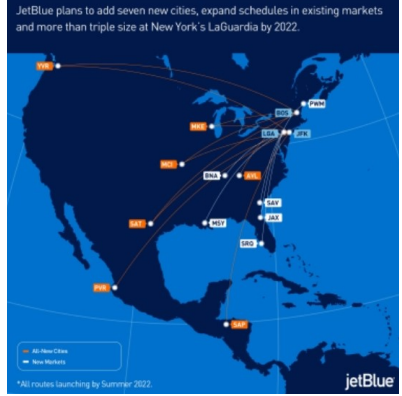 JetBlue plans to add seven new cities, expand schedules in existing markets
and more than triple size at New York's LaGuardia by 2022.
YVR
PWM
BOS
MKE
LGA
JFK
MCI
BNA
AVL
SAV
SAT
MSY
JAX
SRQ
PVR
SAP
All-New Cities
New Markets
*All routes launching by Summer 2022.
jetBlue